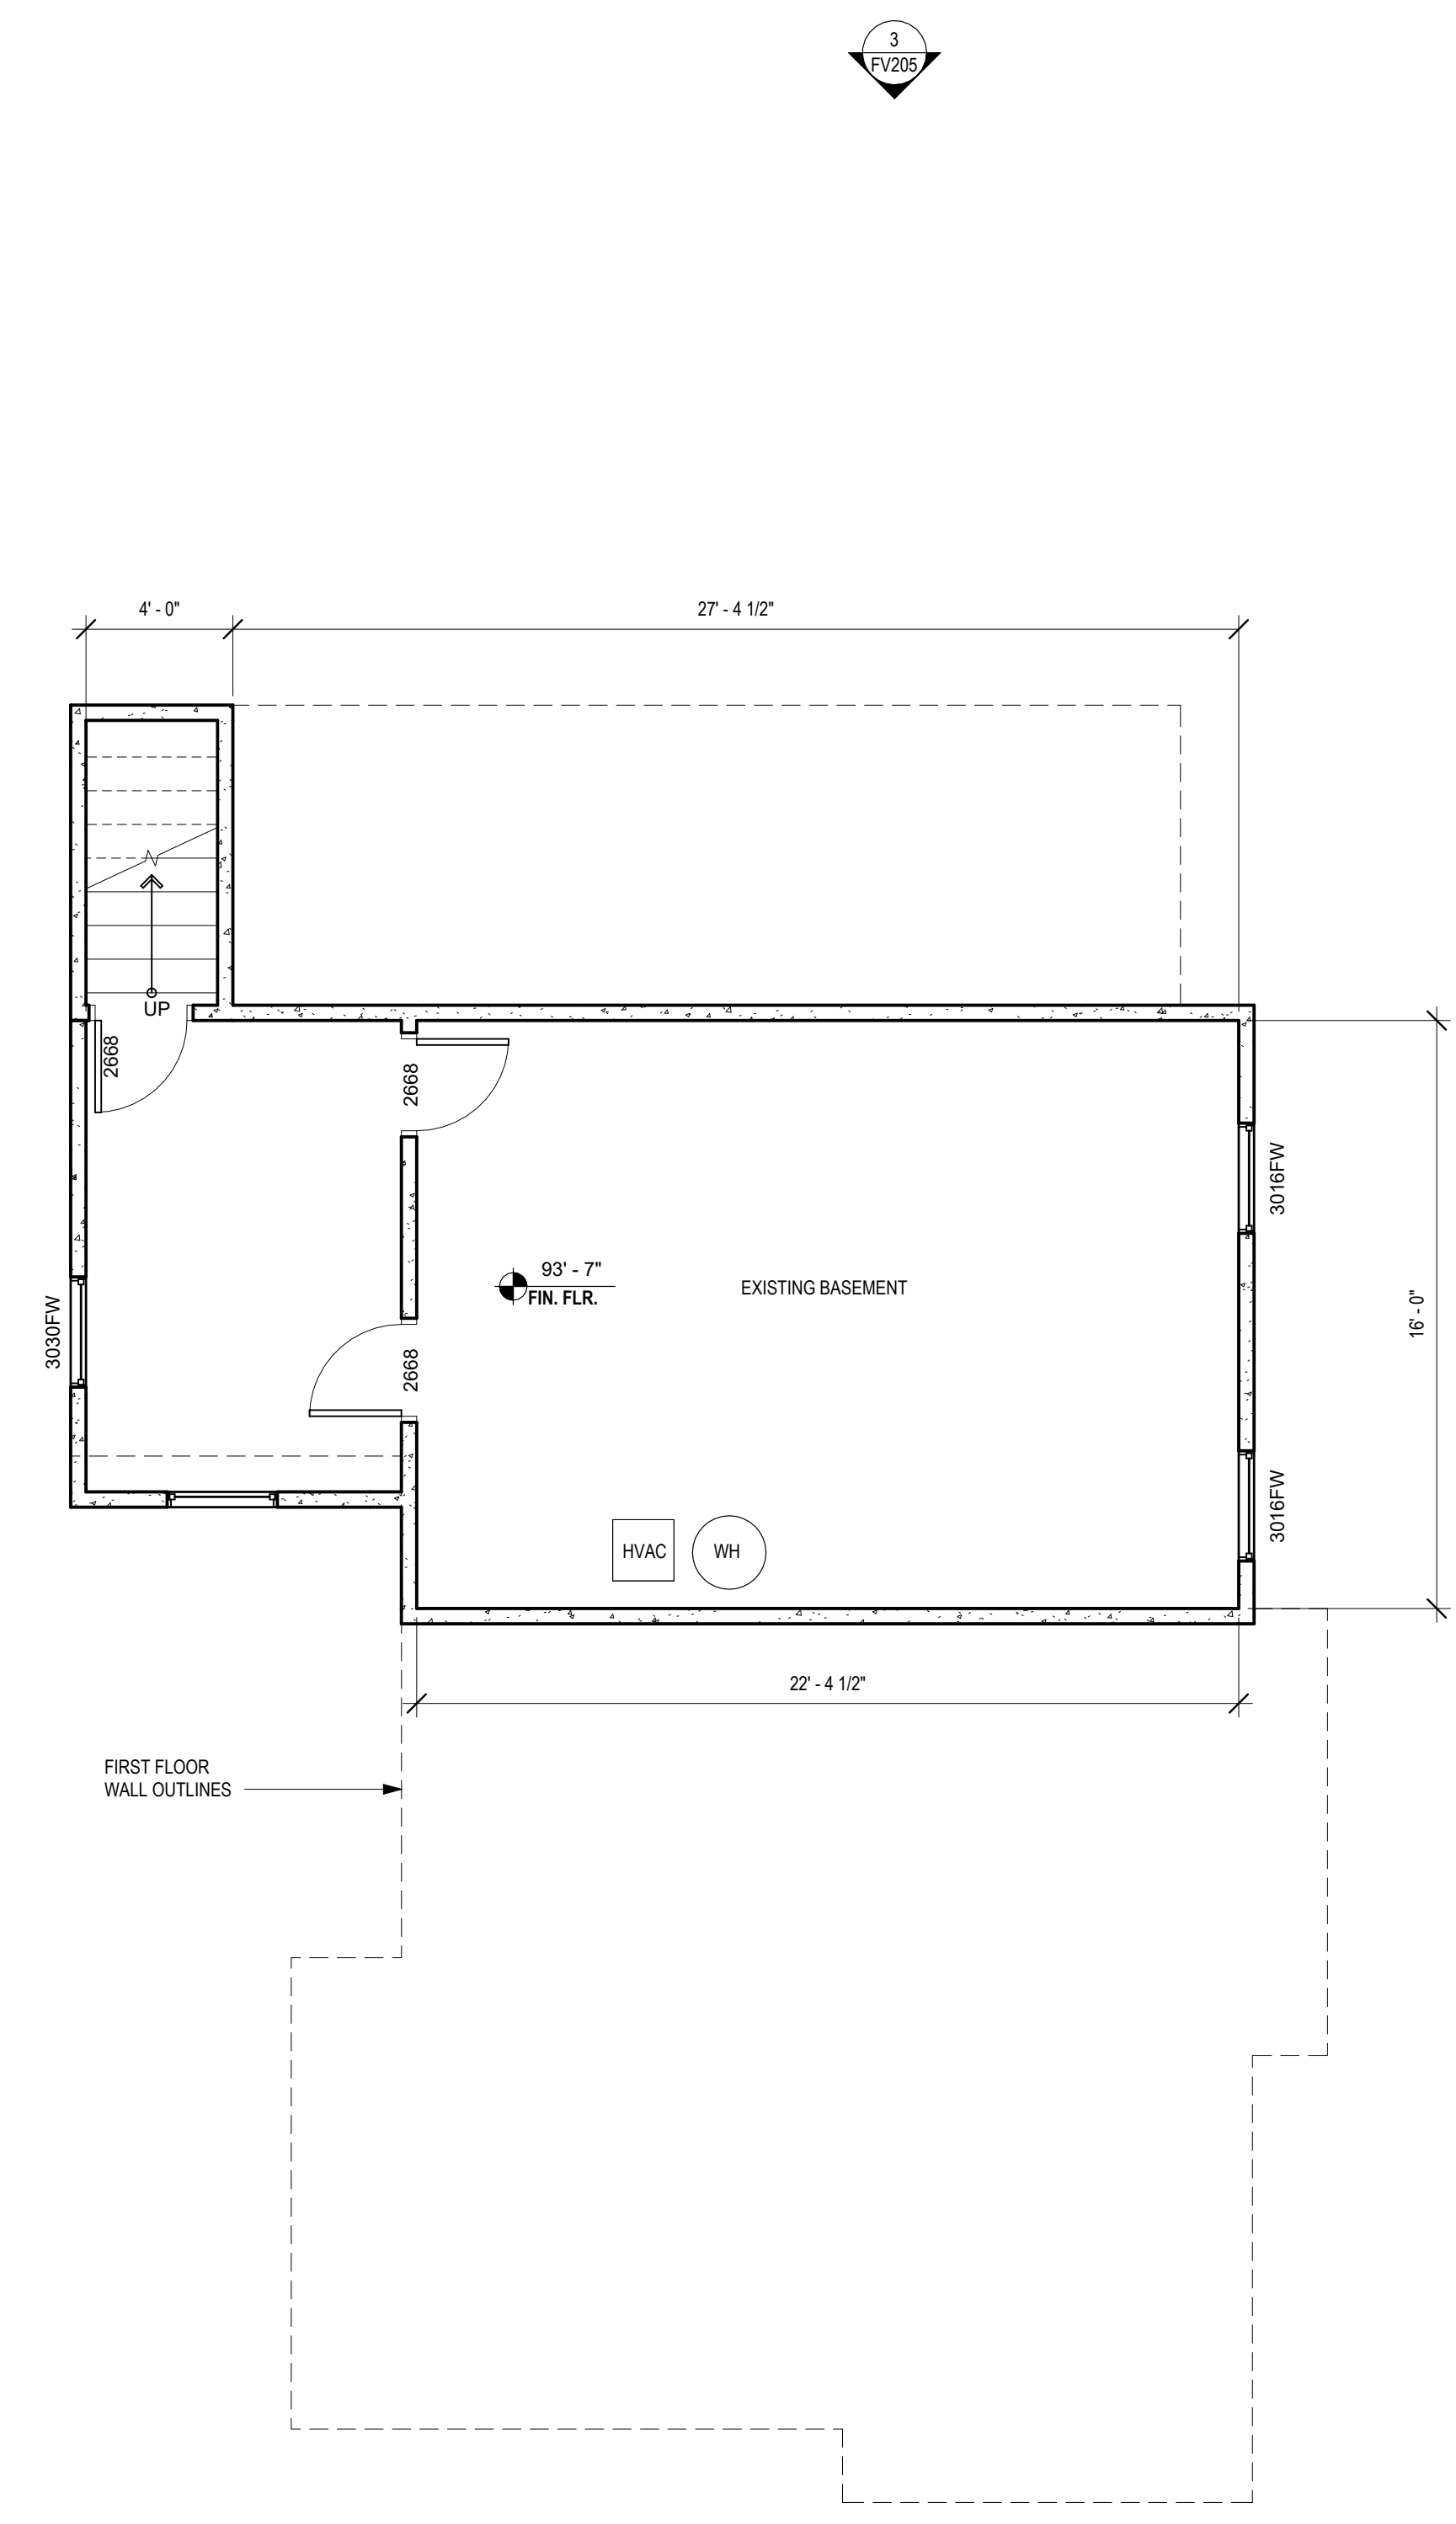 3
FV205
4' - 0"
27' - 4 1/2"
UP
2668
2668
3016FW
93' - 7"
FIN. FLR.
EXISTING BASEMENT
3030FW
16' - 0"
2668
3016FW
HVAC
WH
22' - 4 1/2"
FIRST FLOOR
WALL OUTLINES